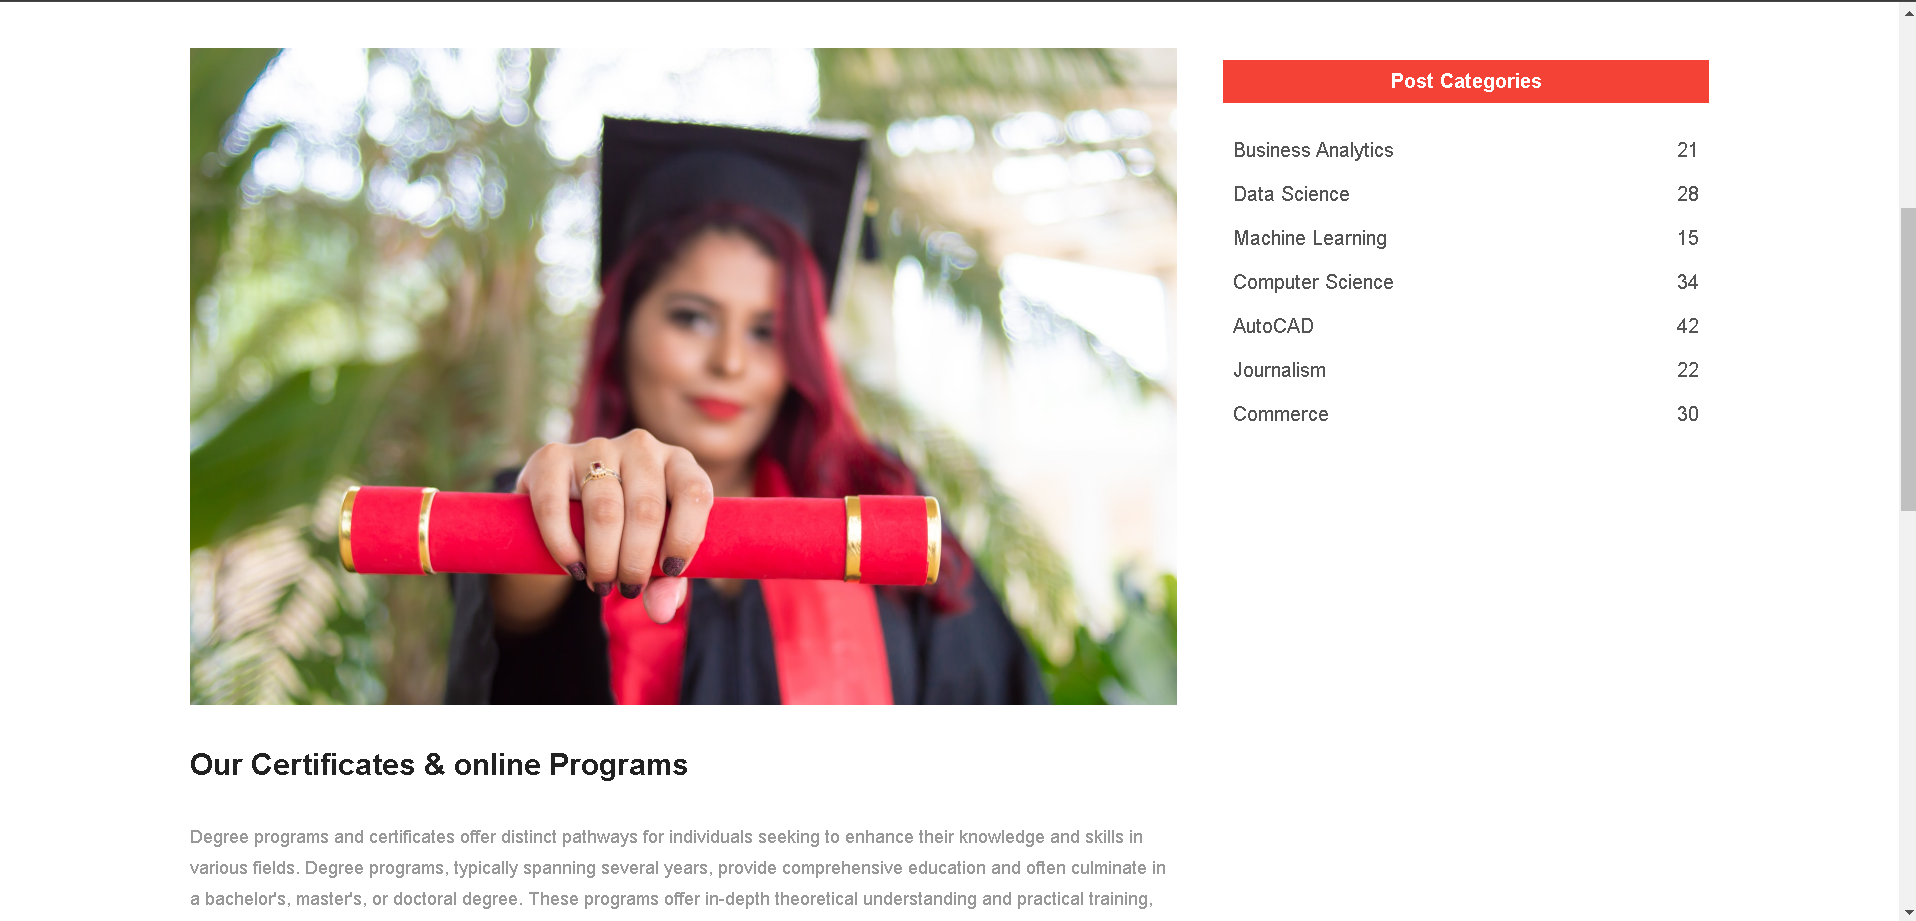 Post Categories
Business Analytics 21
Data Science 28
Machine Learning 15
Computer Science 34
AutoCAD 42
Journalism 22
Commerce 30
Our Certificates & online Programs
Degree programs and certificates offer distinct pathways for individuals seeking to enhance their knowledge and skills in
various fields. Degree programs, typically spanning several years, provide comprehensive education and often culminate in
a bachelor's, master's, or doctoral degree. These programs offer in-depth theoretical understanding and practical training,